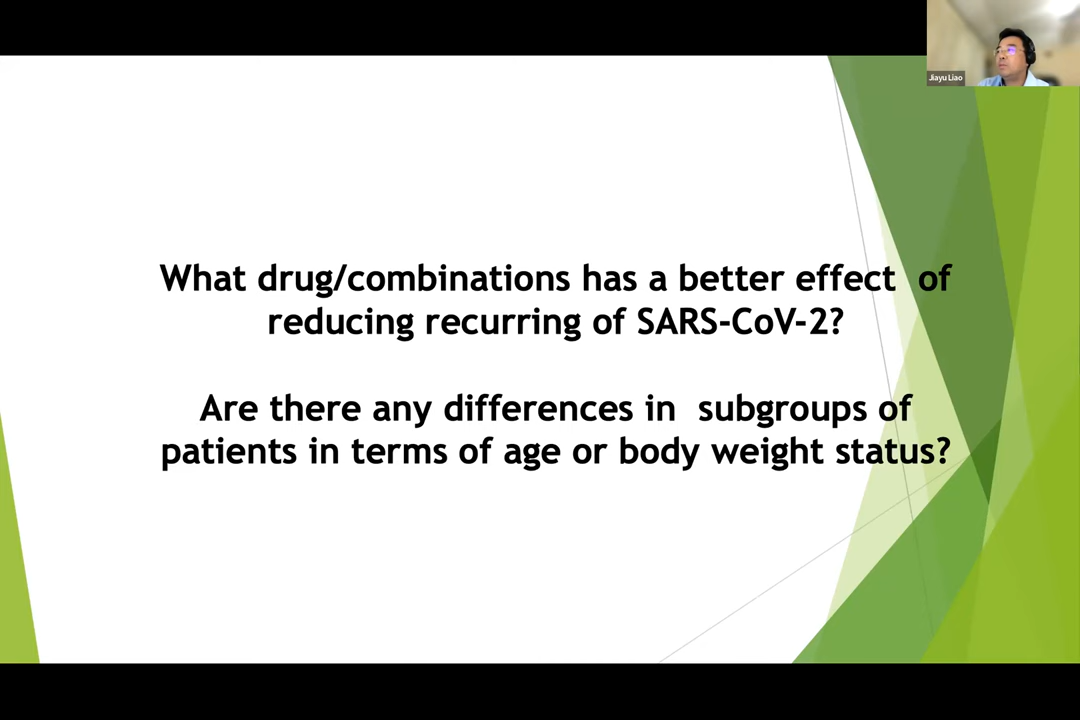 Jiayu Liao
What drug/combinations has a better effect of
reducing recurring of SARS-CoV-2?
Are there any differences in subgroups of
patients in terms of age or body weight status?